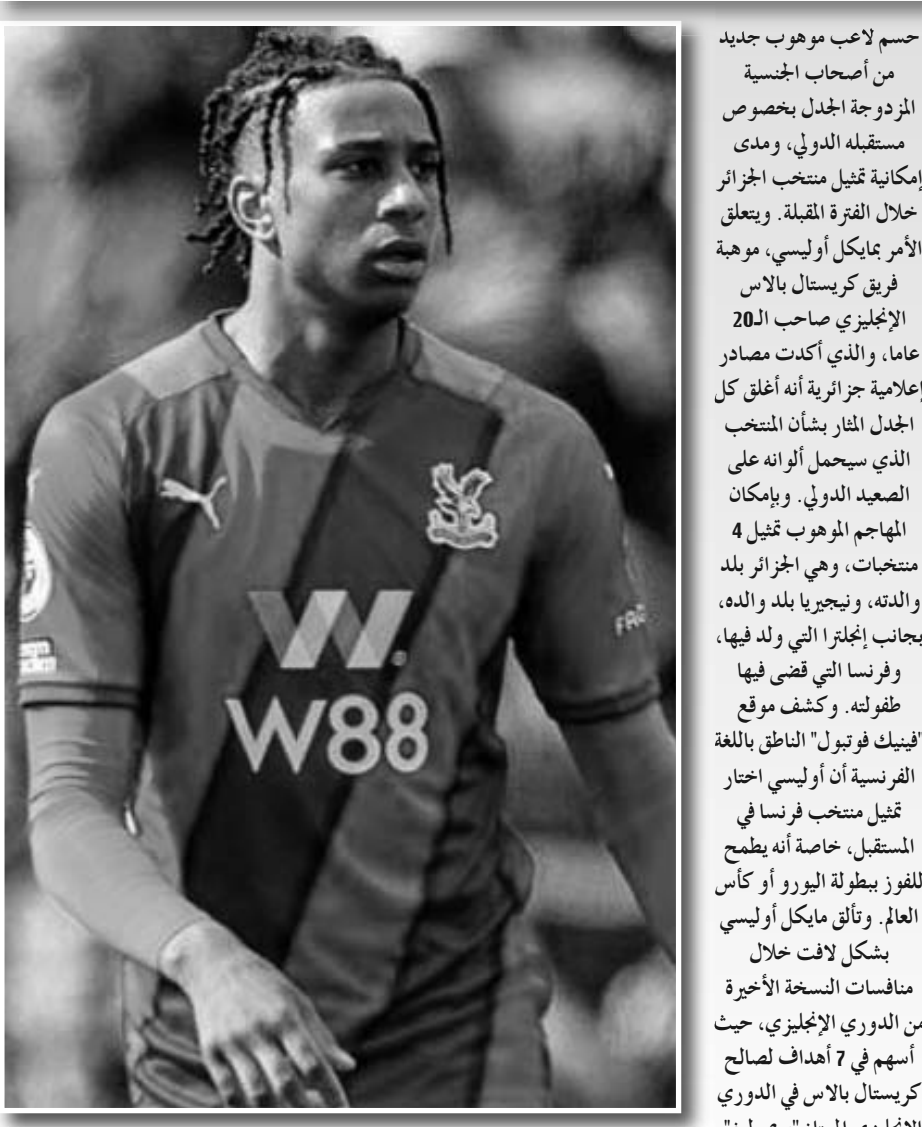 حسم لاعب موهوب جديد
من أصحاب الجنسية
المزدوجة الجدل بخصوص
مستقبله الدولي، ومدى
إمكانية تمثيل منتخب الجزائر
خلال الفترة المقبلة. ويتعلق
الأمر بمايكل أوليسي، موهبة
فريق كريستال بالاس
الإنجليزي صاحب الـ20
عاما، والذي أكدت مصادر
إعلامية جزائرية أنه أغلق كل
الجدل المثار بشأن المنتخب
الذي سيحمل ألوانه على
الصعيد الدولي. وبإمكان
المهاجم الموهوب تمثيل 4
منتخبات، وهي الجزائر بلد
والدته، ونيجيريا بلد والده،
بجانب إنجلترا التي ولد فيها،
وفرنسا التي قضى فيها
طفولته. وكشف موقع
"فينيك فوتبول" الناطق باللغة
الفرنسية أن أوليسي اختار
تمثيل منتخب فرنسا في
المستقبل، خاصة أنه يطمح
للفوز ببطولة اليورو أو كأس
العالم. وتألق مايكل أوليسي
بشكل لافت خلال
منافسات النسخة الأخيرة
من الدوري الإنجليزي، حيث
أسهم في 7 أهداف لصالح
كريستال بالاس في الدوري
W88